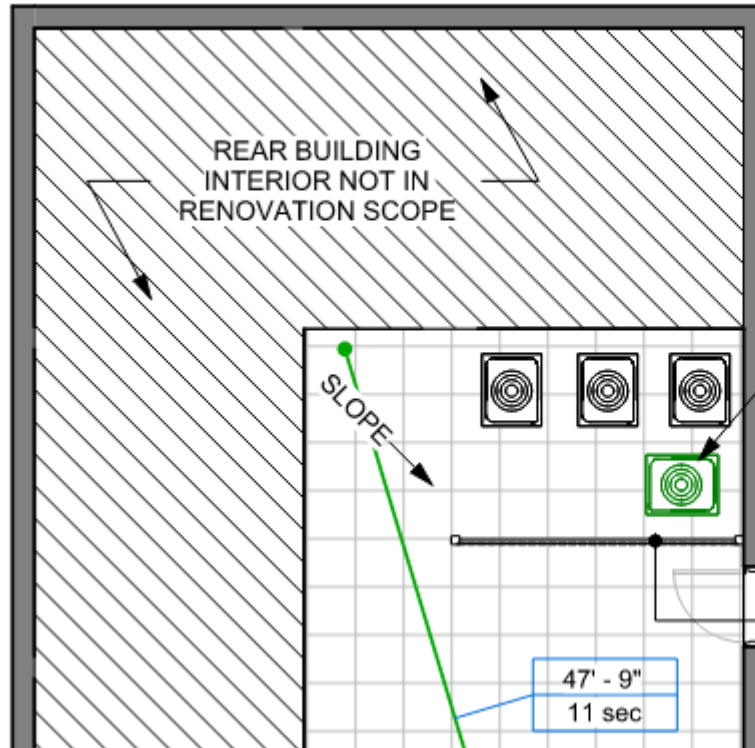 REAR BUILDING
INTERIOR NOT IN
RENOVATION SCOPE
SLOPE
47' - 9"
11 sec